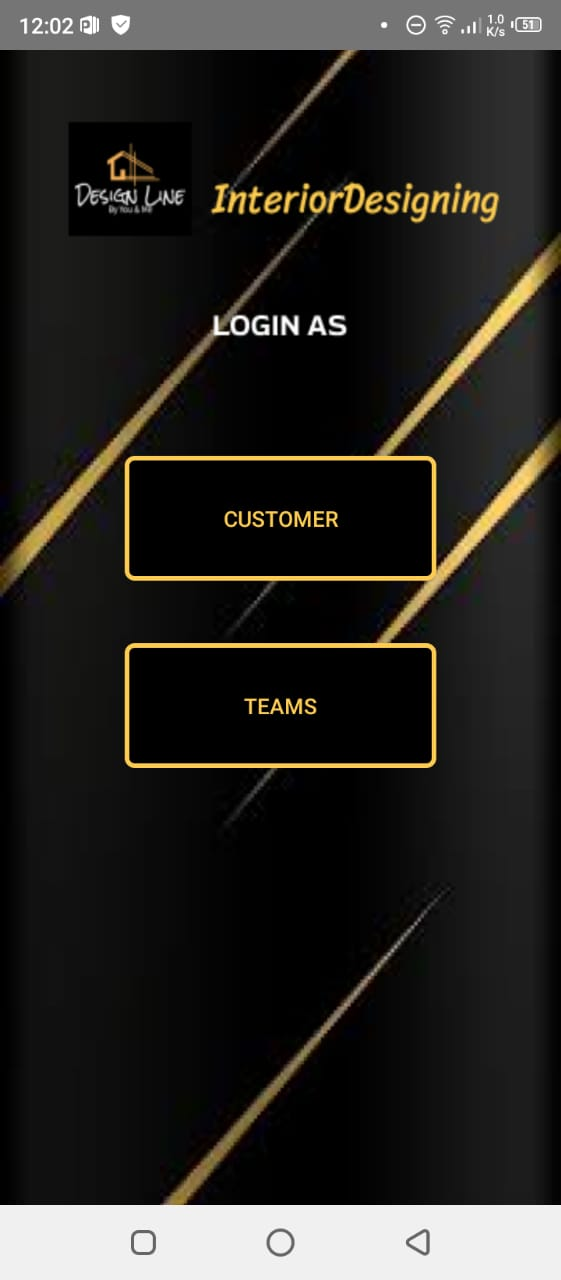 12:02
1.0
K/s
51
DESIGN LINE
By You & Me
InteriorDesigning
LOGIN AS
CUSTOMER
TEAMS